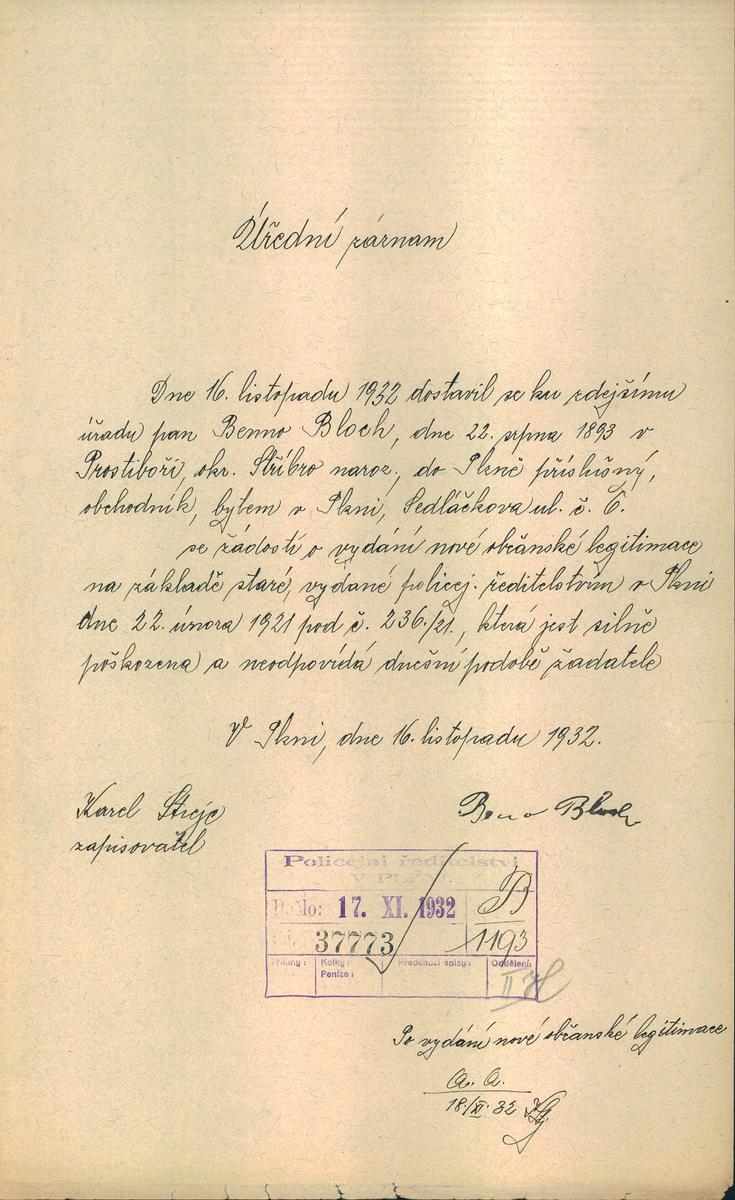 Úřední záznam
Dne 16. listopadu 1932 dostavil se ku zdejšímu
úřadu pan Benno Bloch, dne 22. srpna 1893 v
Prostiboři, okr. Stříbro naroz., do Plzně příslušný,
obchodník, bytem v Plzni, Sedláčkova ul. č. 6.
se žádostí o vydání nové občanské legitimace
na základě staré, vydané policej. ředitelstvím v Plzni
dne 22. února 1921 pod č. 236./21., která jest silně
poškozena a neodpovídá dnešní podobě žadatele
V Plzni, dne 16. listopadu 1932.
Karel
zapisovatel
Beno Bloch
Policejní ředitelství
V PLZNI.
Došlo: 17. XI. 1932
B
37773
1193
Přílohy:
Kolky:
Peníze:
Předchozí spisy:
Oddělení:
II
Po vydání nové občanské legitimace
a. a.
18./XI. 32